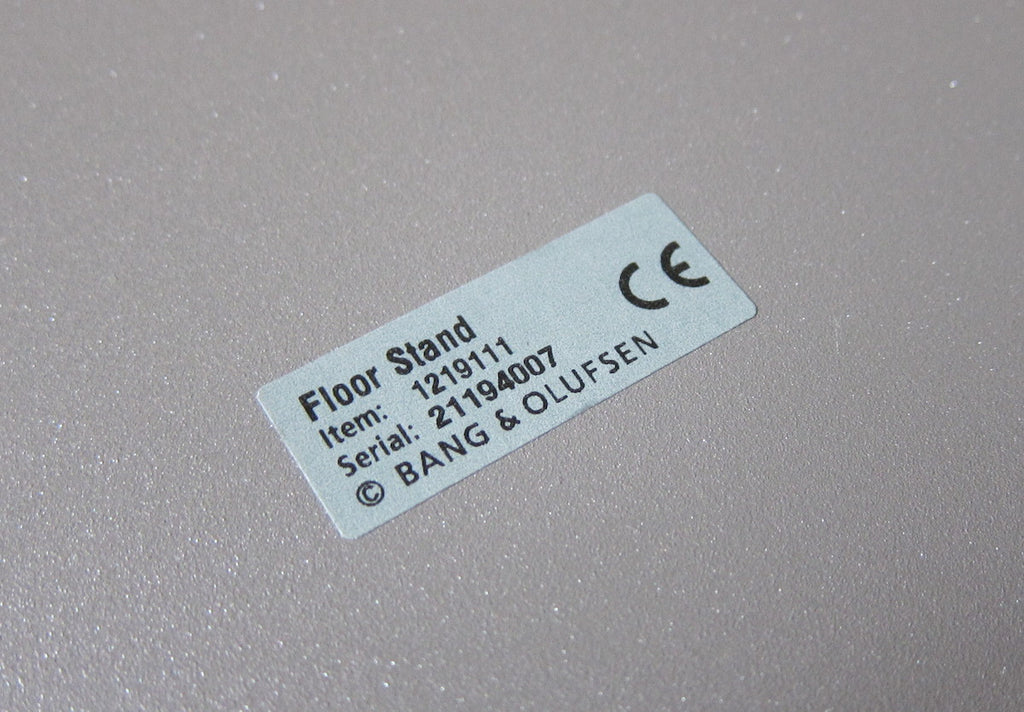 Floor Stand
Item: 1219111
Serial: 21194007
© BANG & OLUFSEN
CE